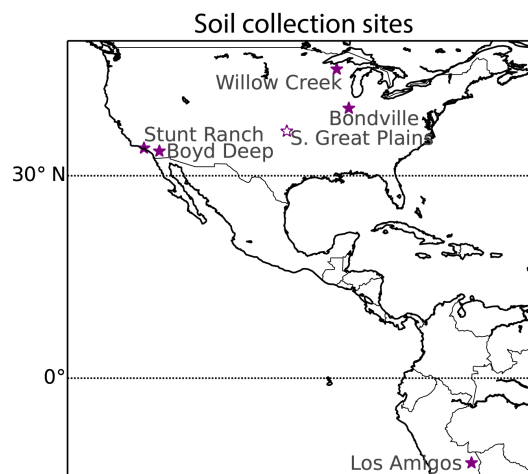 Soil collection sites
Willow Creek
Bondville
Stunt Ranch
S. Great Plains
Boyd Deep
30° N
0°
Los Amigos